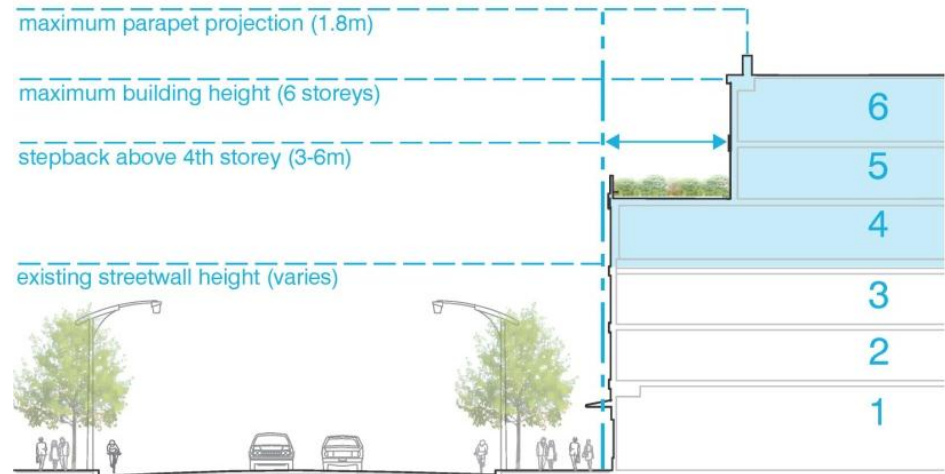 maximum parapet projection (1.8m)
maximum building height (6 storeys)
stepback above 4th storey (3-6m)
existing streetwall height (varies)
6
5
4
3
2
1